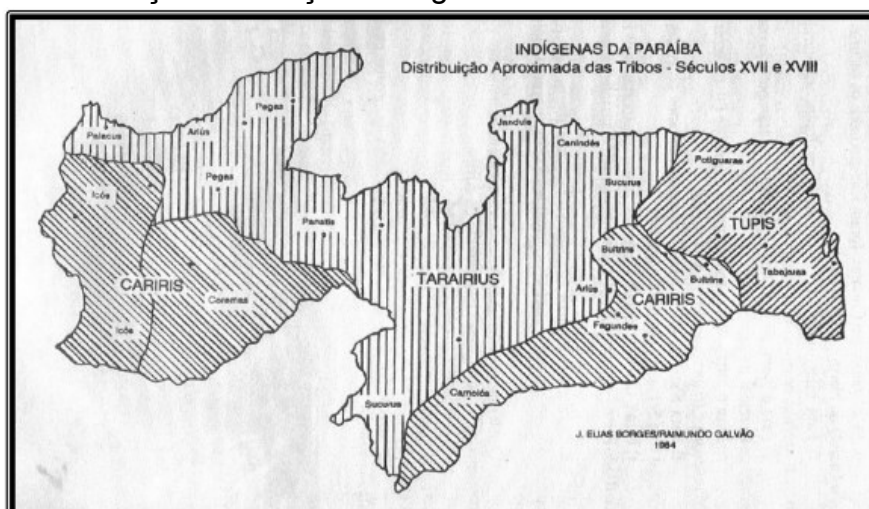 INDÍGENAS DA PARAÍBA
Distribuição Aproximada das Tribos - Séculos XVII e XVIII
Pegas
Paiacus
Ariús
Janduís
Canindés
Potiguaras
Icós
Pegas
Sucurus
Panatis
TUPIS
Bultrins
Bultrins
Tabajaras
CARIRIS
Coremas
TARAIRIUS
Ariús
CARIRIS
Icós
Fagundes
Sucurus
Carnoiós
J. ELIAS BORGES/RAIMUNDO GALVÃO
1984